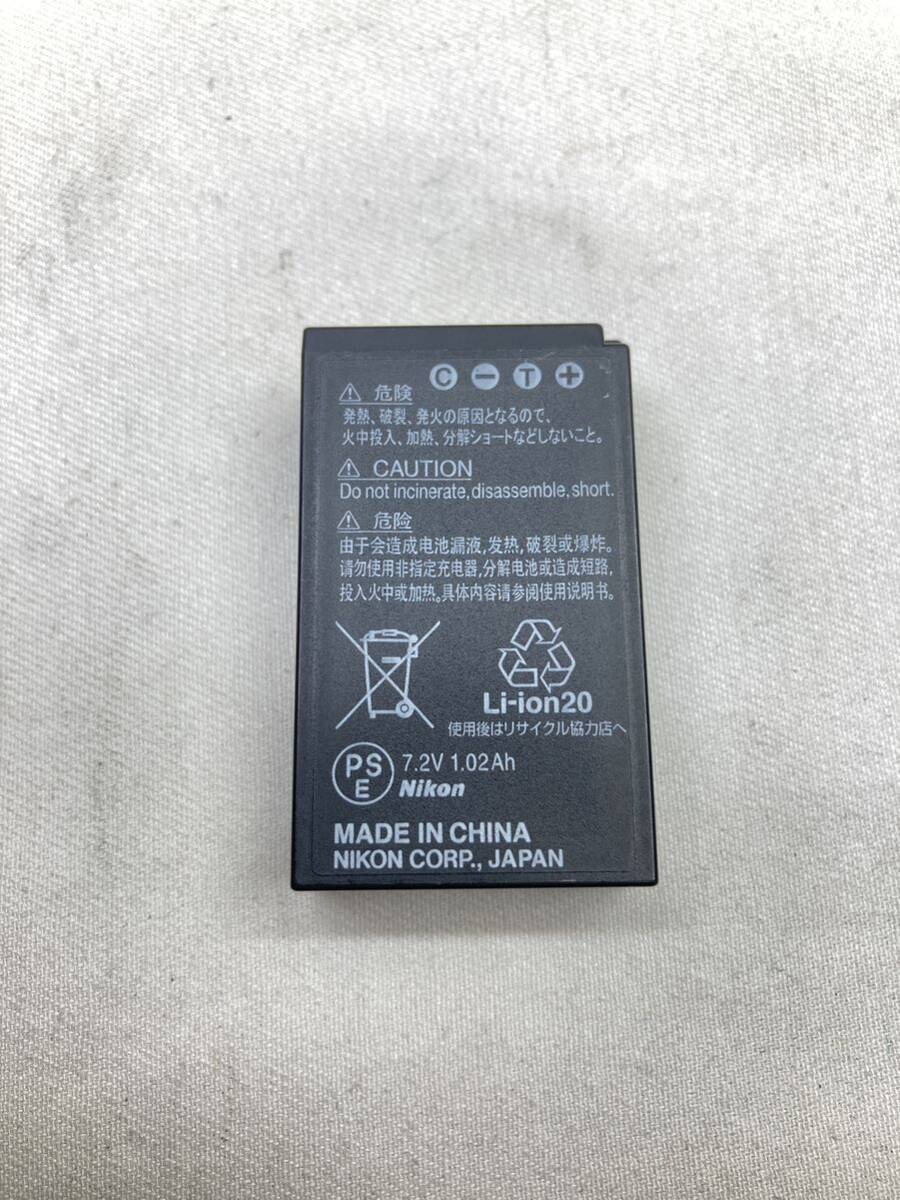 C − T +
⚠ 危険
発熱、破裂、発火の原因となるので、
火中投入、加熱、分解ショートなどしないこと。
⚠ CAUTION
Do not incinerate, disassemble, short.
⚠ 危险
由于会造成电池漏液,发热,破裂或爆炸。
请勿使用非指定充电器,分解电池或造成短路,
投入火中或加热。具体内容请参阅使用说明书。
Li-ion20
使用後はリサイクル協力店へ
PSE
7.2V 1.02Ah
Nikon
MADE IN CHINA
NIKON CORP., JAPAN